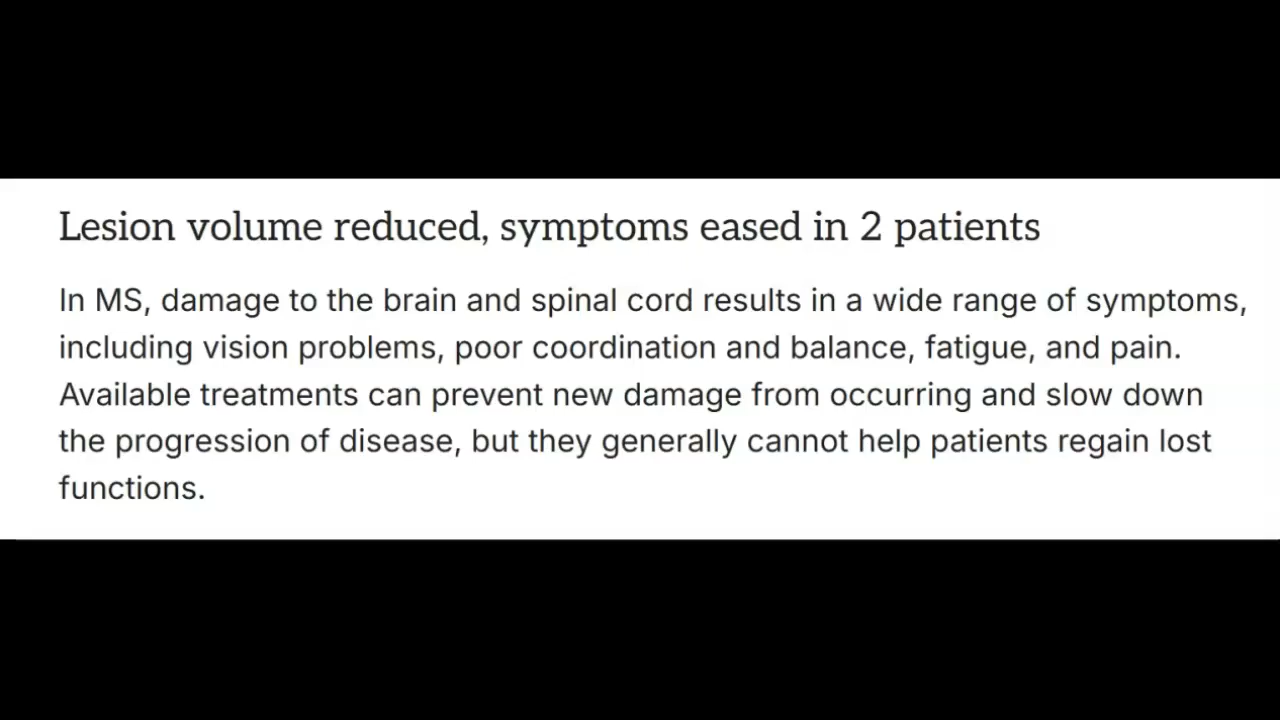 Lesion volume reduced, symptoms eased in 2 patients
In MS, damage to the brain and spinal cord results in a wide range of symptoms,
including vision problems, poor coordination and balance, fatigue, and pain.
Available treatments can prevent new damage from occurring and slow down
the progression of disease, but they generally cannot help patients regain lost
functions.